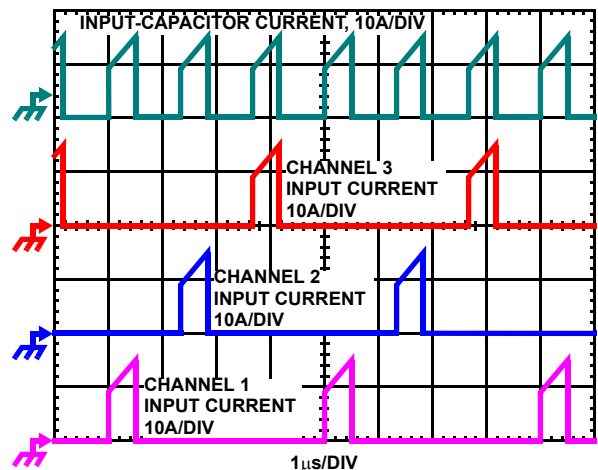 INPUT-CAPACITOR CURRENT, 10A/DIV
CHANNEL 3
INPUT CURRENT
10A/DIV
CHANNEL 2
INPUT CURRENT
10A/DIV
CHANNEL 1
INPUT CURRENT
10A/DIV
1μs/DIV